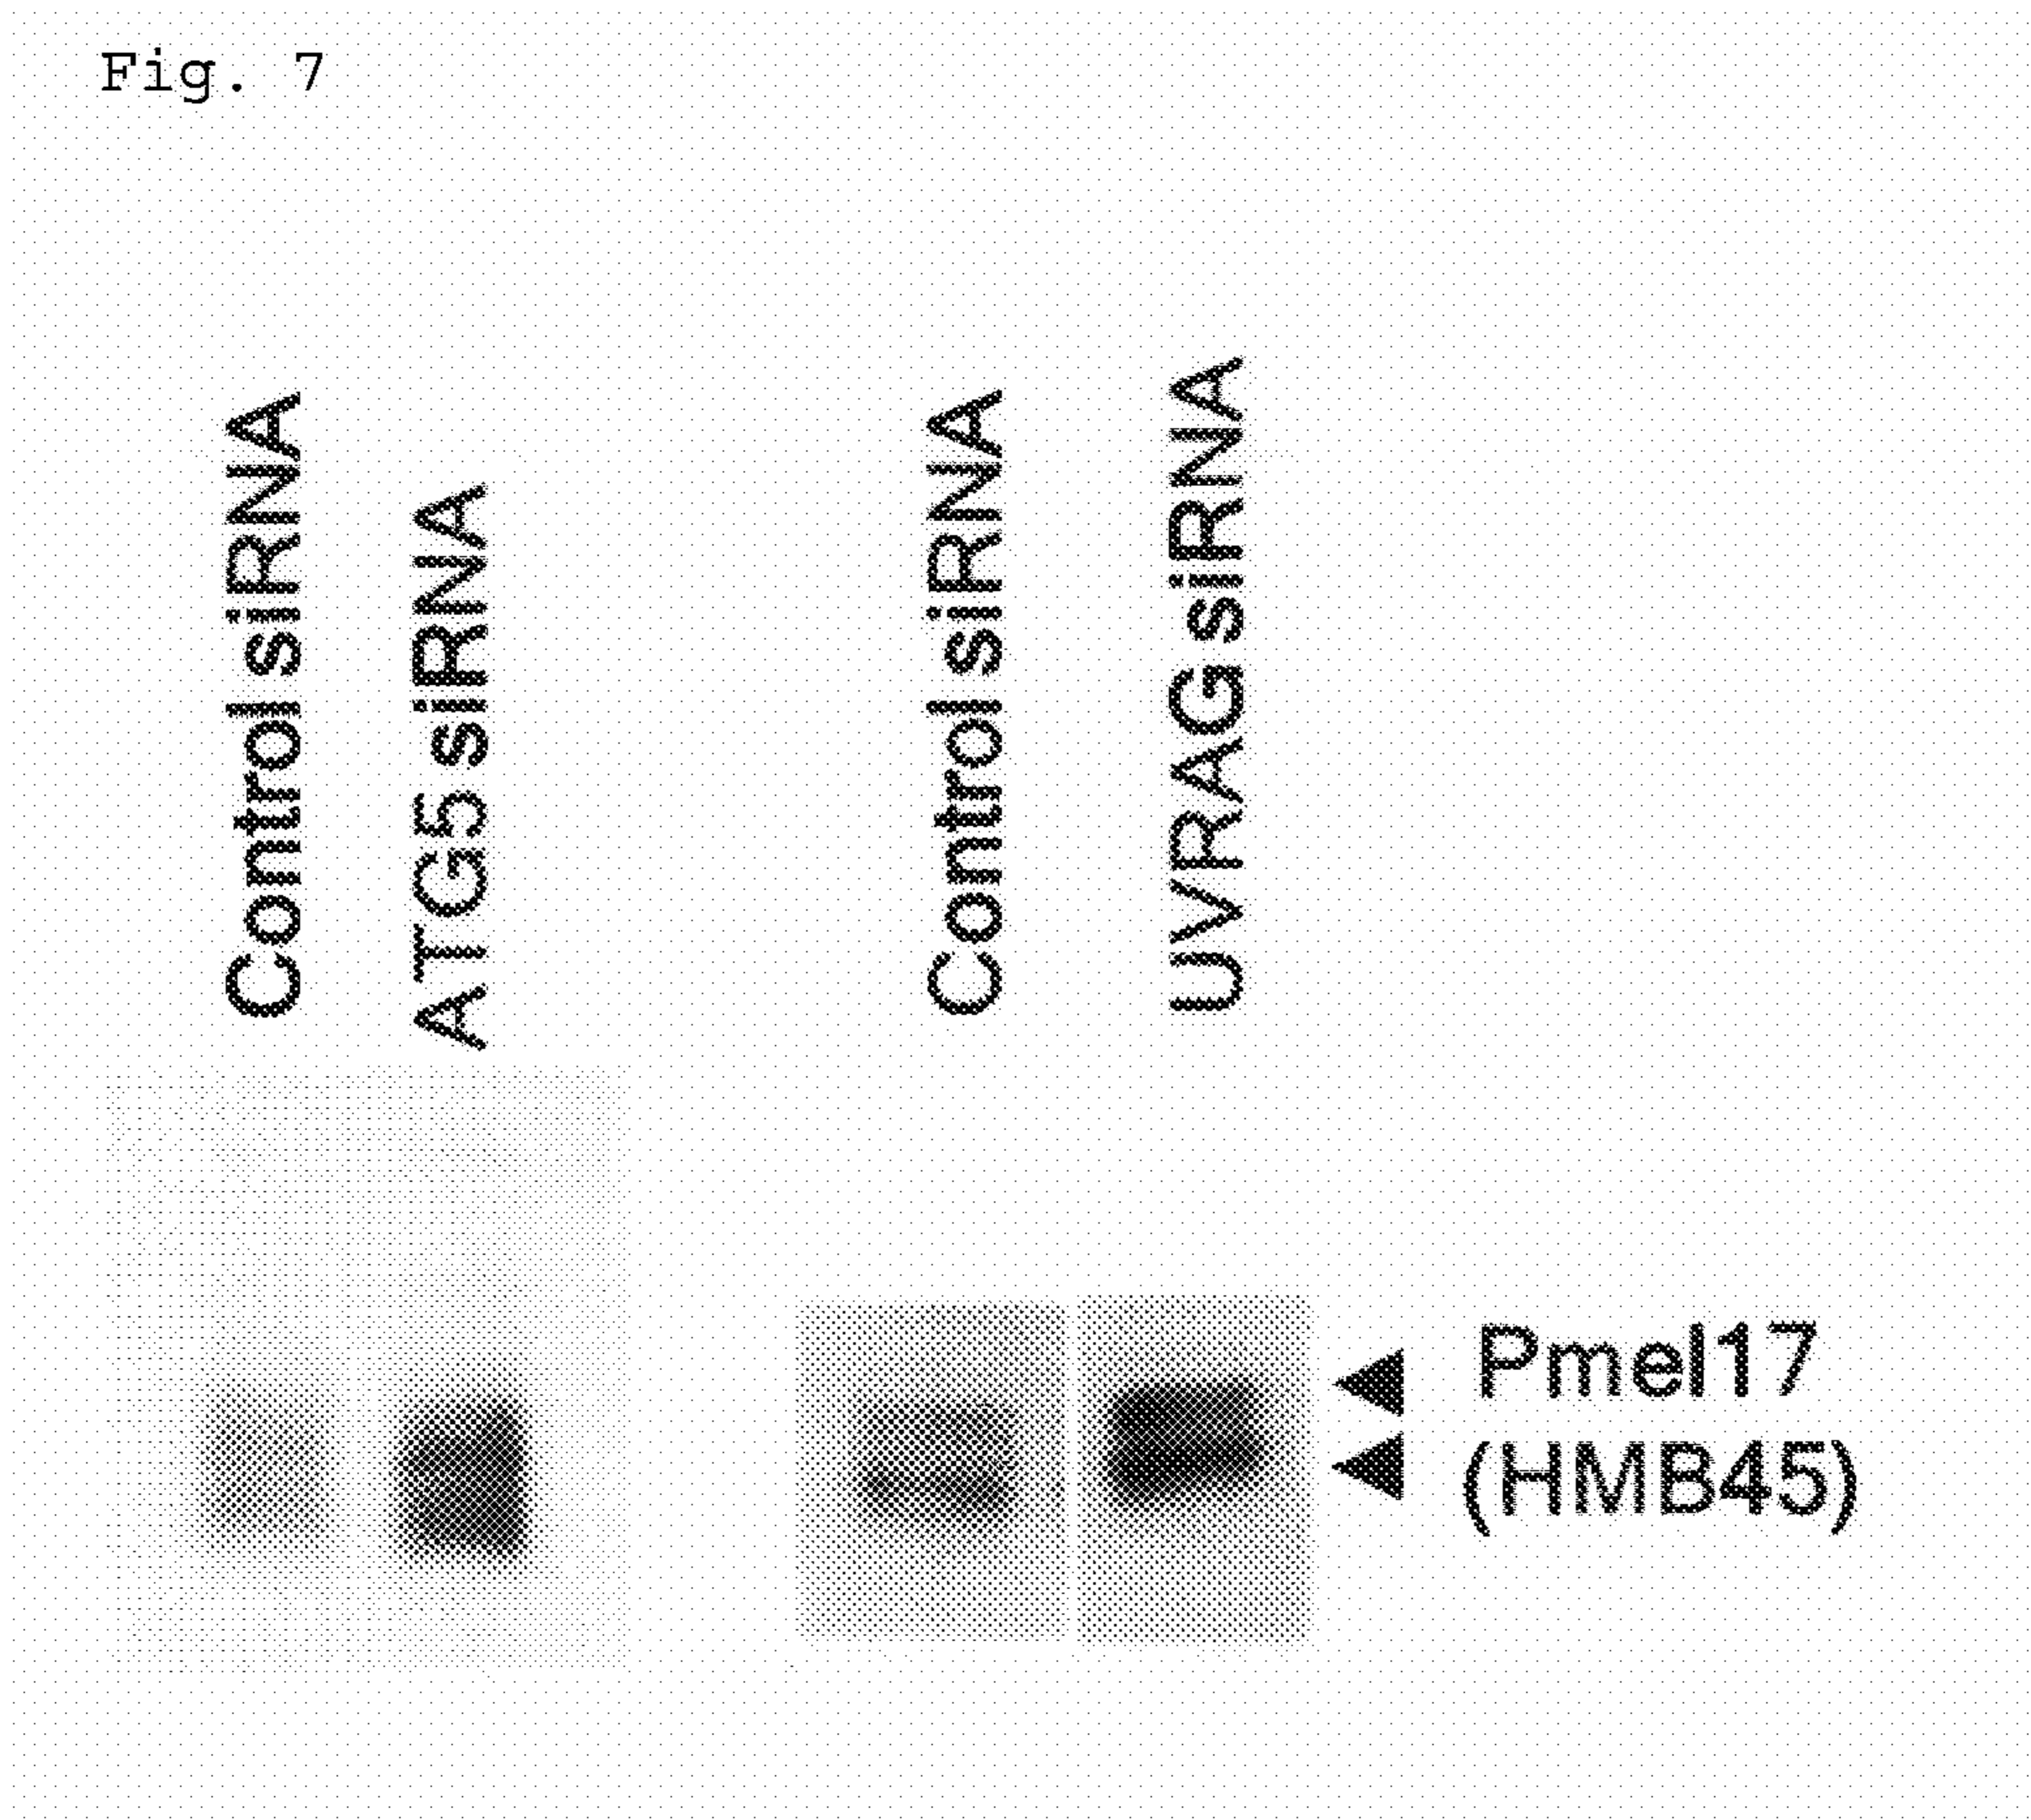 Fig. 7
Control siRNA
ATG5 siRNA
Control siRNA
UVRAG siRNA
Pmel17
(HMB45)